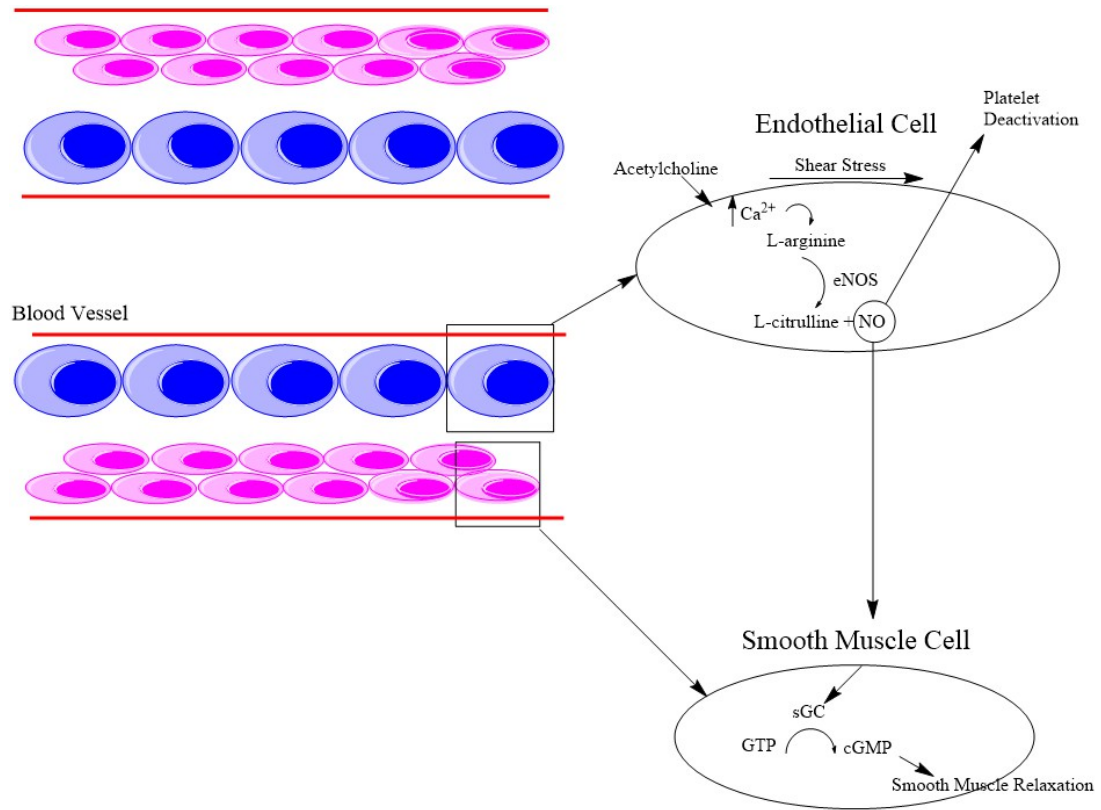 Platelet
Deactivation
Endothelial Cell
Acetylcholine
Shear Stress
Ca²⁺
L-arginine
eNOS
L-citrulline + NO
Blood Vessel
Smooth Muscle Cell
sGC
GTP
cGMP
Smooth Muscle Relaxation